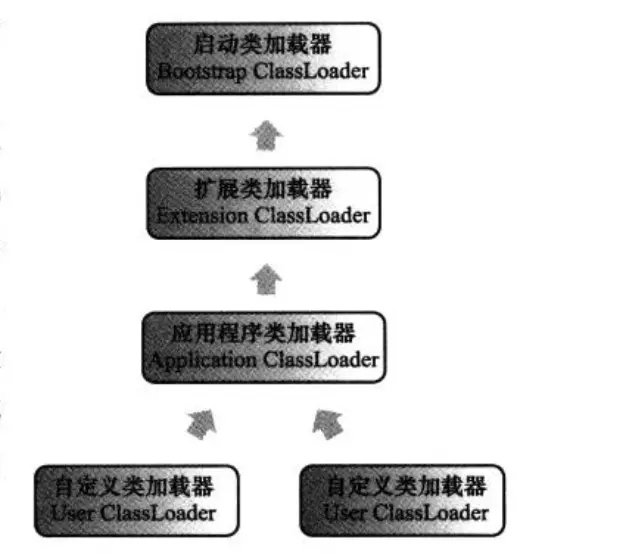 启动类加载器
Bootstrap ClassLoader
扩展类加载器
Extension ClassLoader
应用程序类加载器
Application ClassLoader
自定义类加载器
User ClassLoader
自定义类加载器
User ClassLoader